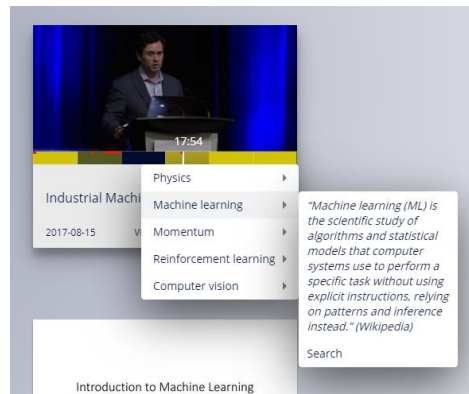 17:54
Industrial Machi
2017-08-15
Physics
Machine learning
Momentum
Reinforcement learning
Computer vision
“Machine learning (ML) is
the scientific study of
algorithms and statistical
models that computer
systems use to perform a
specific task without using
explicit instructions, relying
on patterns and inference
instead.” (Wikipedia)
Search
Introduction to Machine Learning